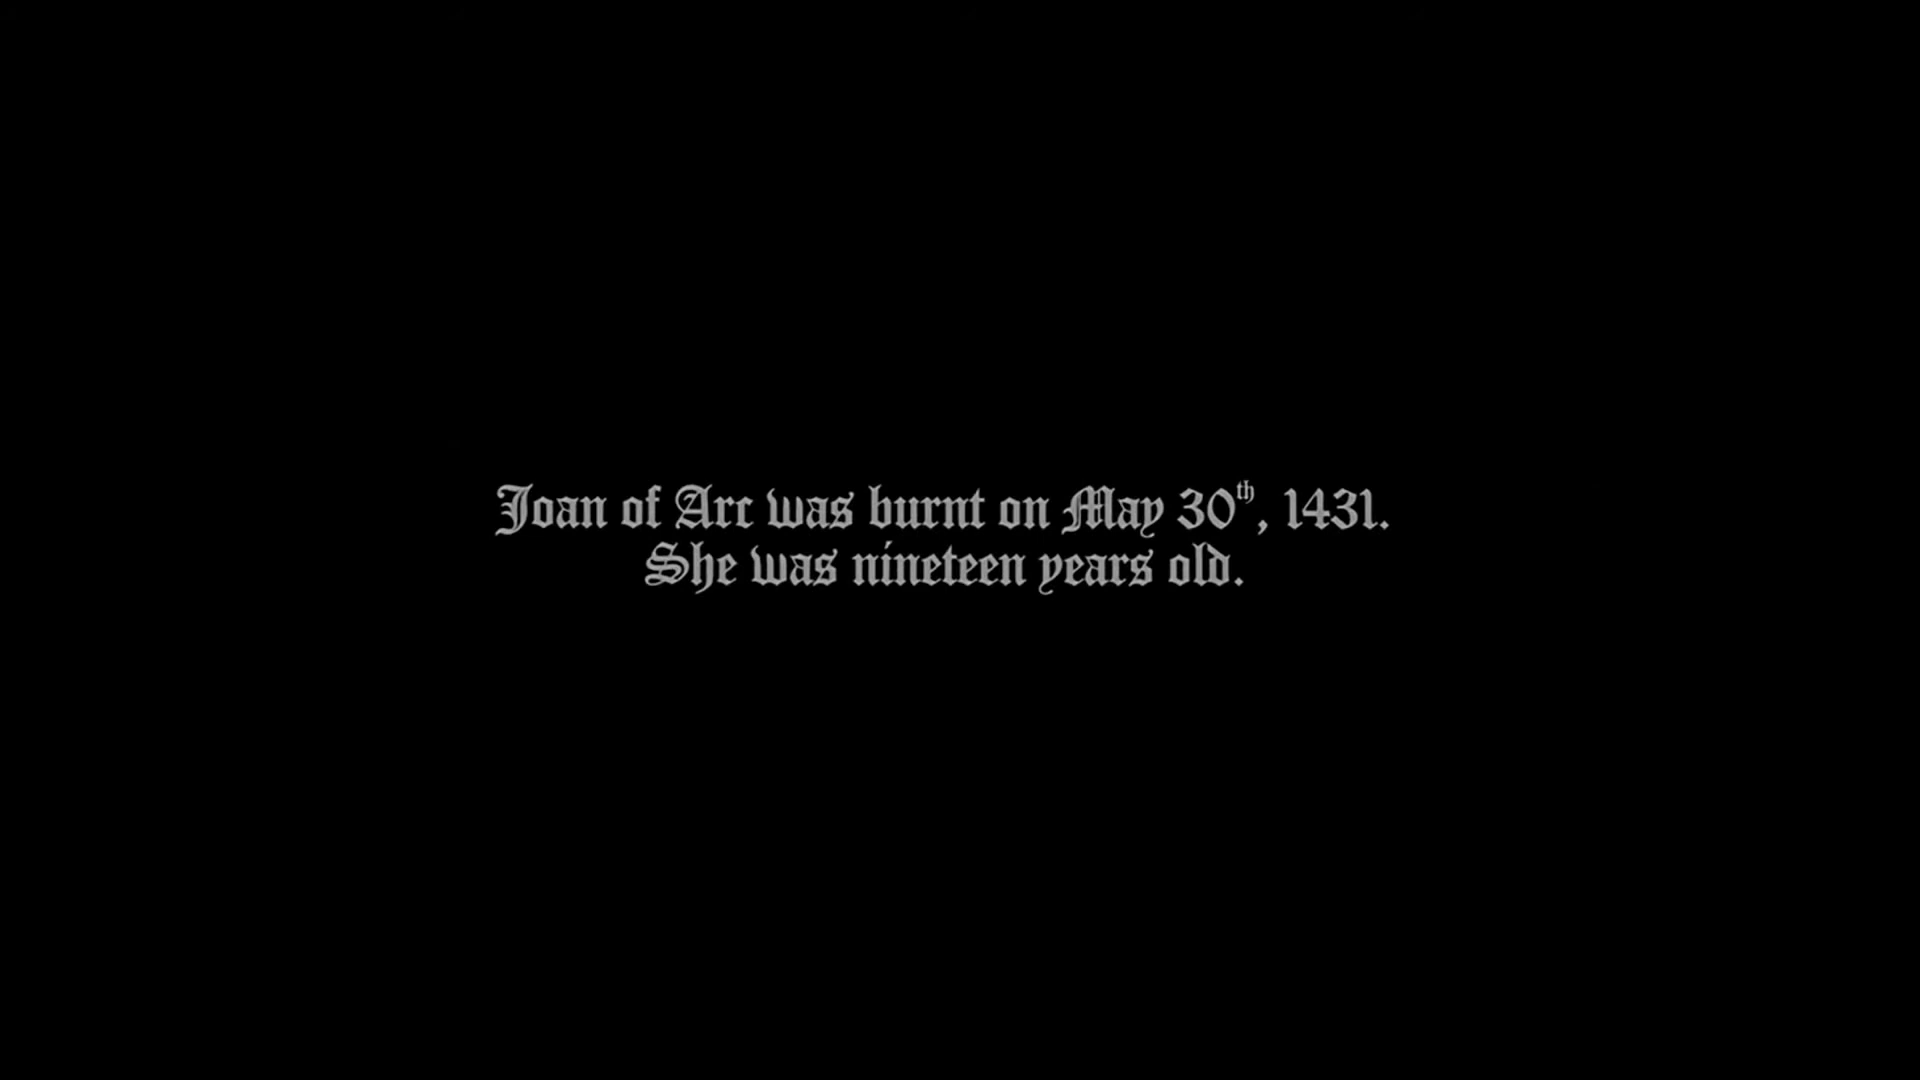 Joan of Arc was burnt on May 30th, 1431.
She was nineteen years old.